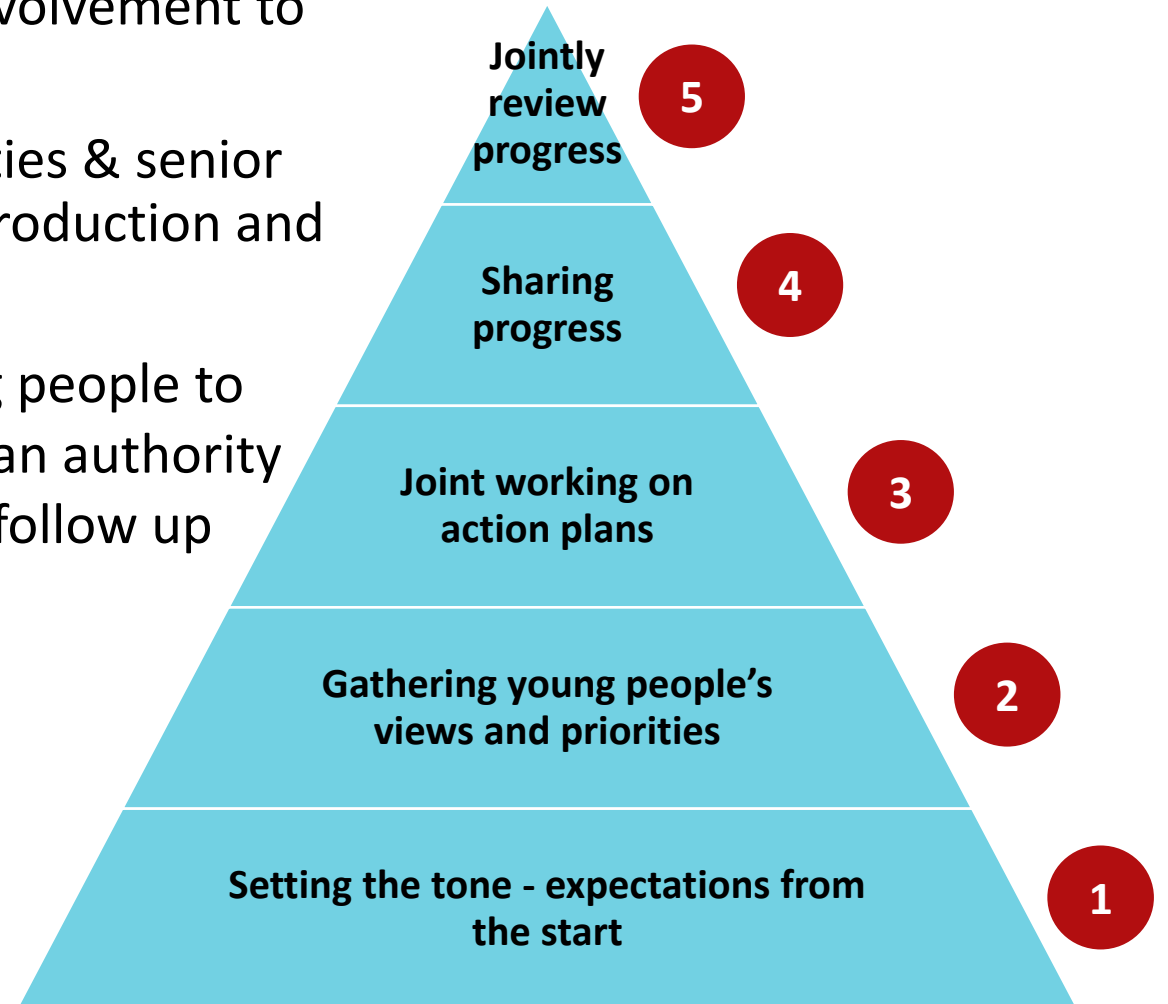 volvement to
ties & senior
roduction and
g people to
an authority
follow up
Jointly
review
progress
5
Sharing
progress
4
Joint working on
action plans
3
Gathering young people’s
views and priorities
2
Setting the tone - expectations from
the start
1